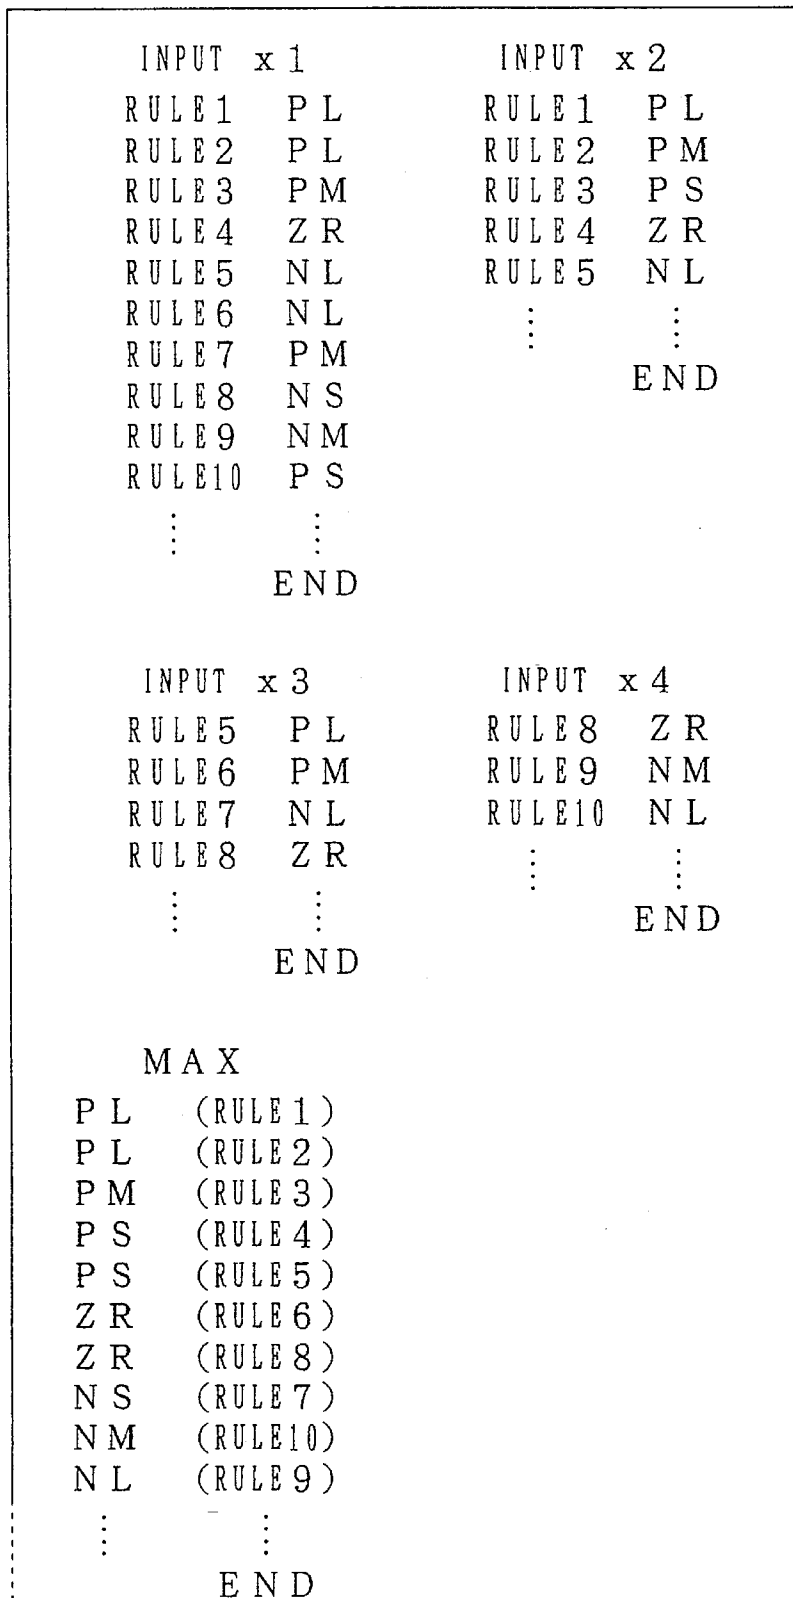 INPUT x1
RULE1 PL
RULE2 PL
RULE3 PM
RULE4 ZR
RULE5 NL
RULE6 NL
RULE7 PM
RULE8 NS
RULE9 NM
RULE10 PS
⋮ ⋮
END
INPUT x2
RULE1 PL
RULE2 PM
RULE3 PS
RULE4 ZR
RULE5 NL
⋮ ⋮
END
INPUT x3
RULE5 PL
RULE6 PM
RULE7 NL
RULE8 ZR
⋮ ⋮
END
INPUT x4
RULE8 ZR
RULE9 NM
RULE10 NL
⋮ ⋮
END
MAX
PL (RULE1)
PL (RULE2)
PM (RULE3)
PS (RULE4)
PS (RULE5)
ZR (RULE6)
ZR (RULE8)
NS (RULE7)
NM (RULE10)
NL (RULE9)
⋮ ⋮
END